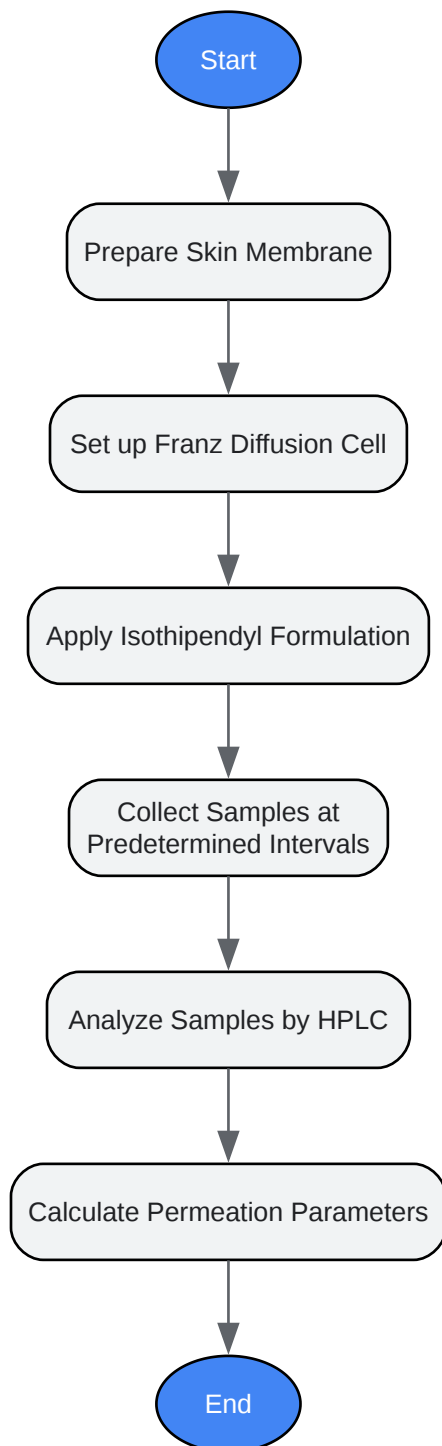 Start
Prepare Skin Membrane
Set up Franz Diffusion Cell
Apply Isothipendyl Formulation
Collect Samples at
Predetermined Intervals
Analyze Samples by HPLC
Calculate Permeation Parameters
End